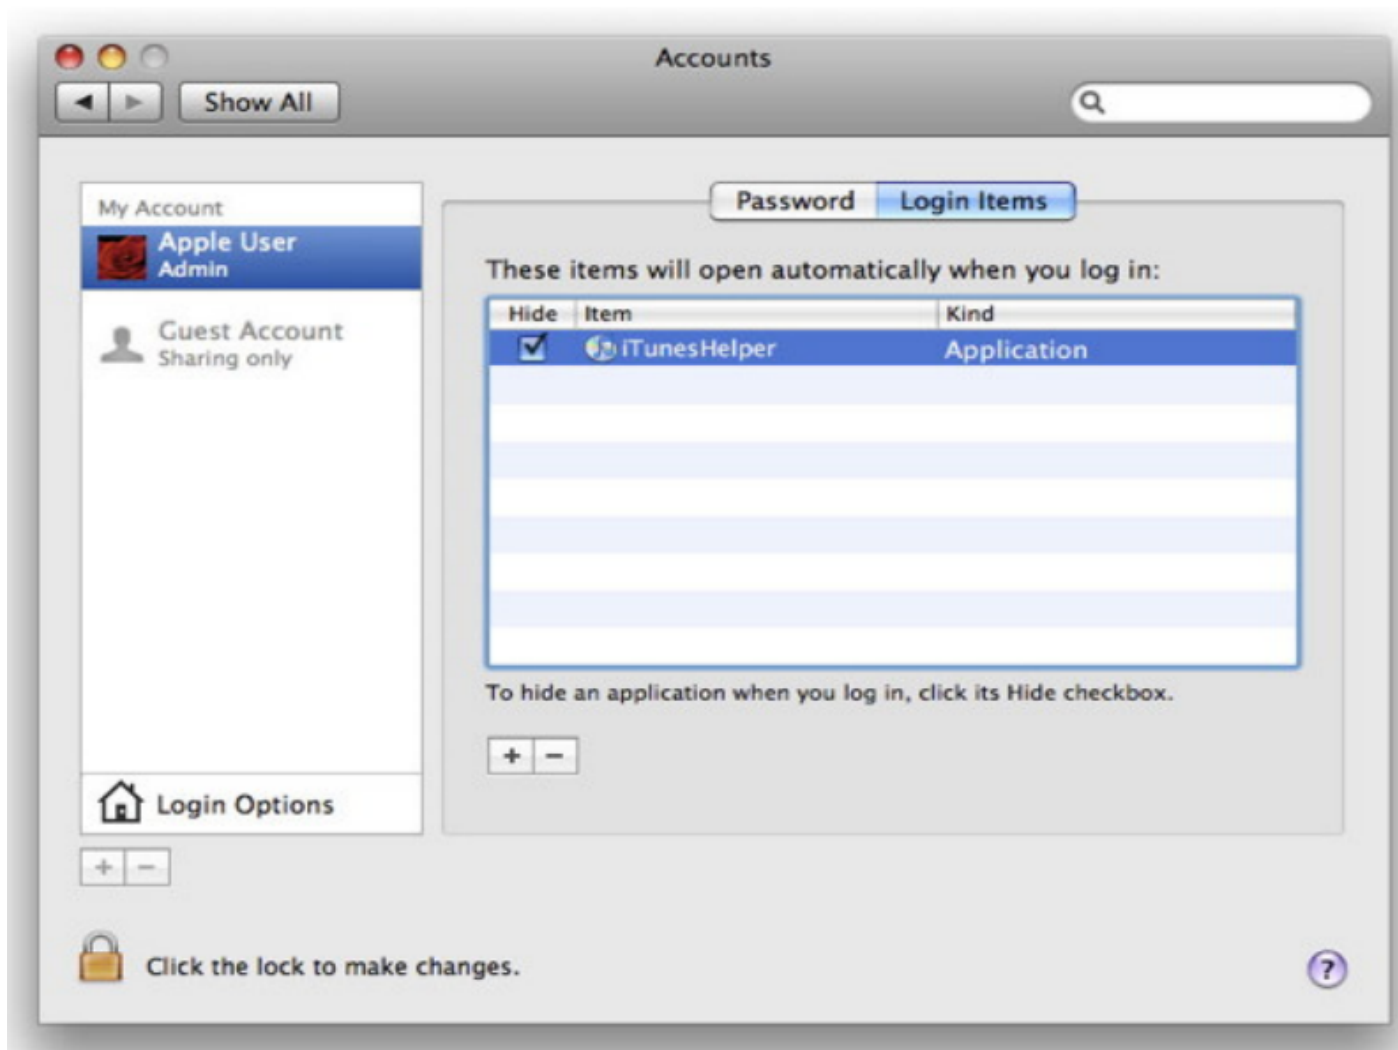 Accounts
Show All
My Account
Apple User
Admin
Guest Account
Sharing only
Login Options
Password Login Items
These items will open automatically when you log in:
Hide Item Kind
iTunesHelper Application
To hide an application when you log in, click its Hide checkbox.
+ −
+ −
Click the lock to make changes.
?